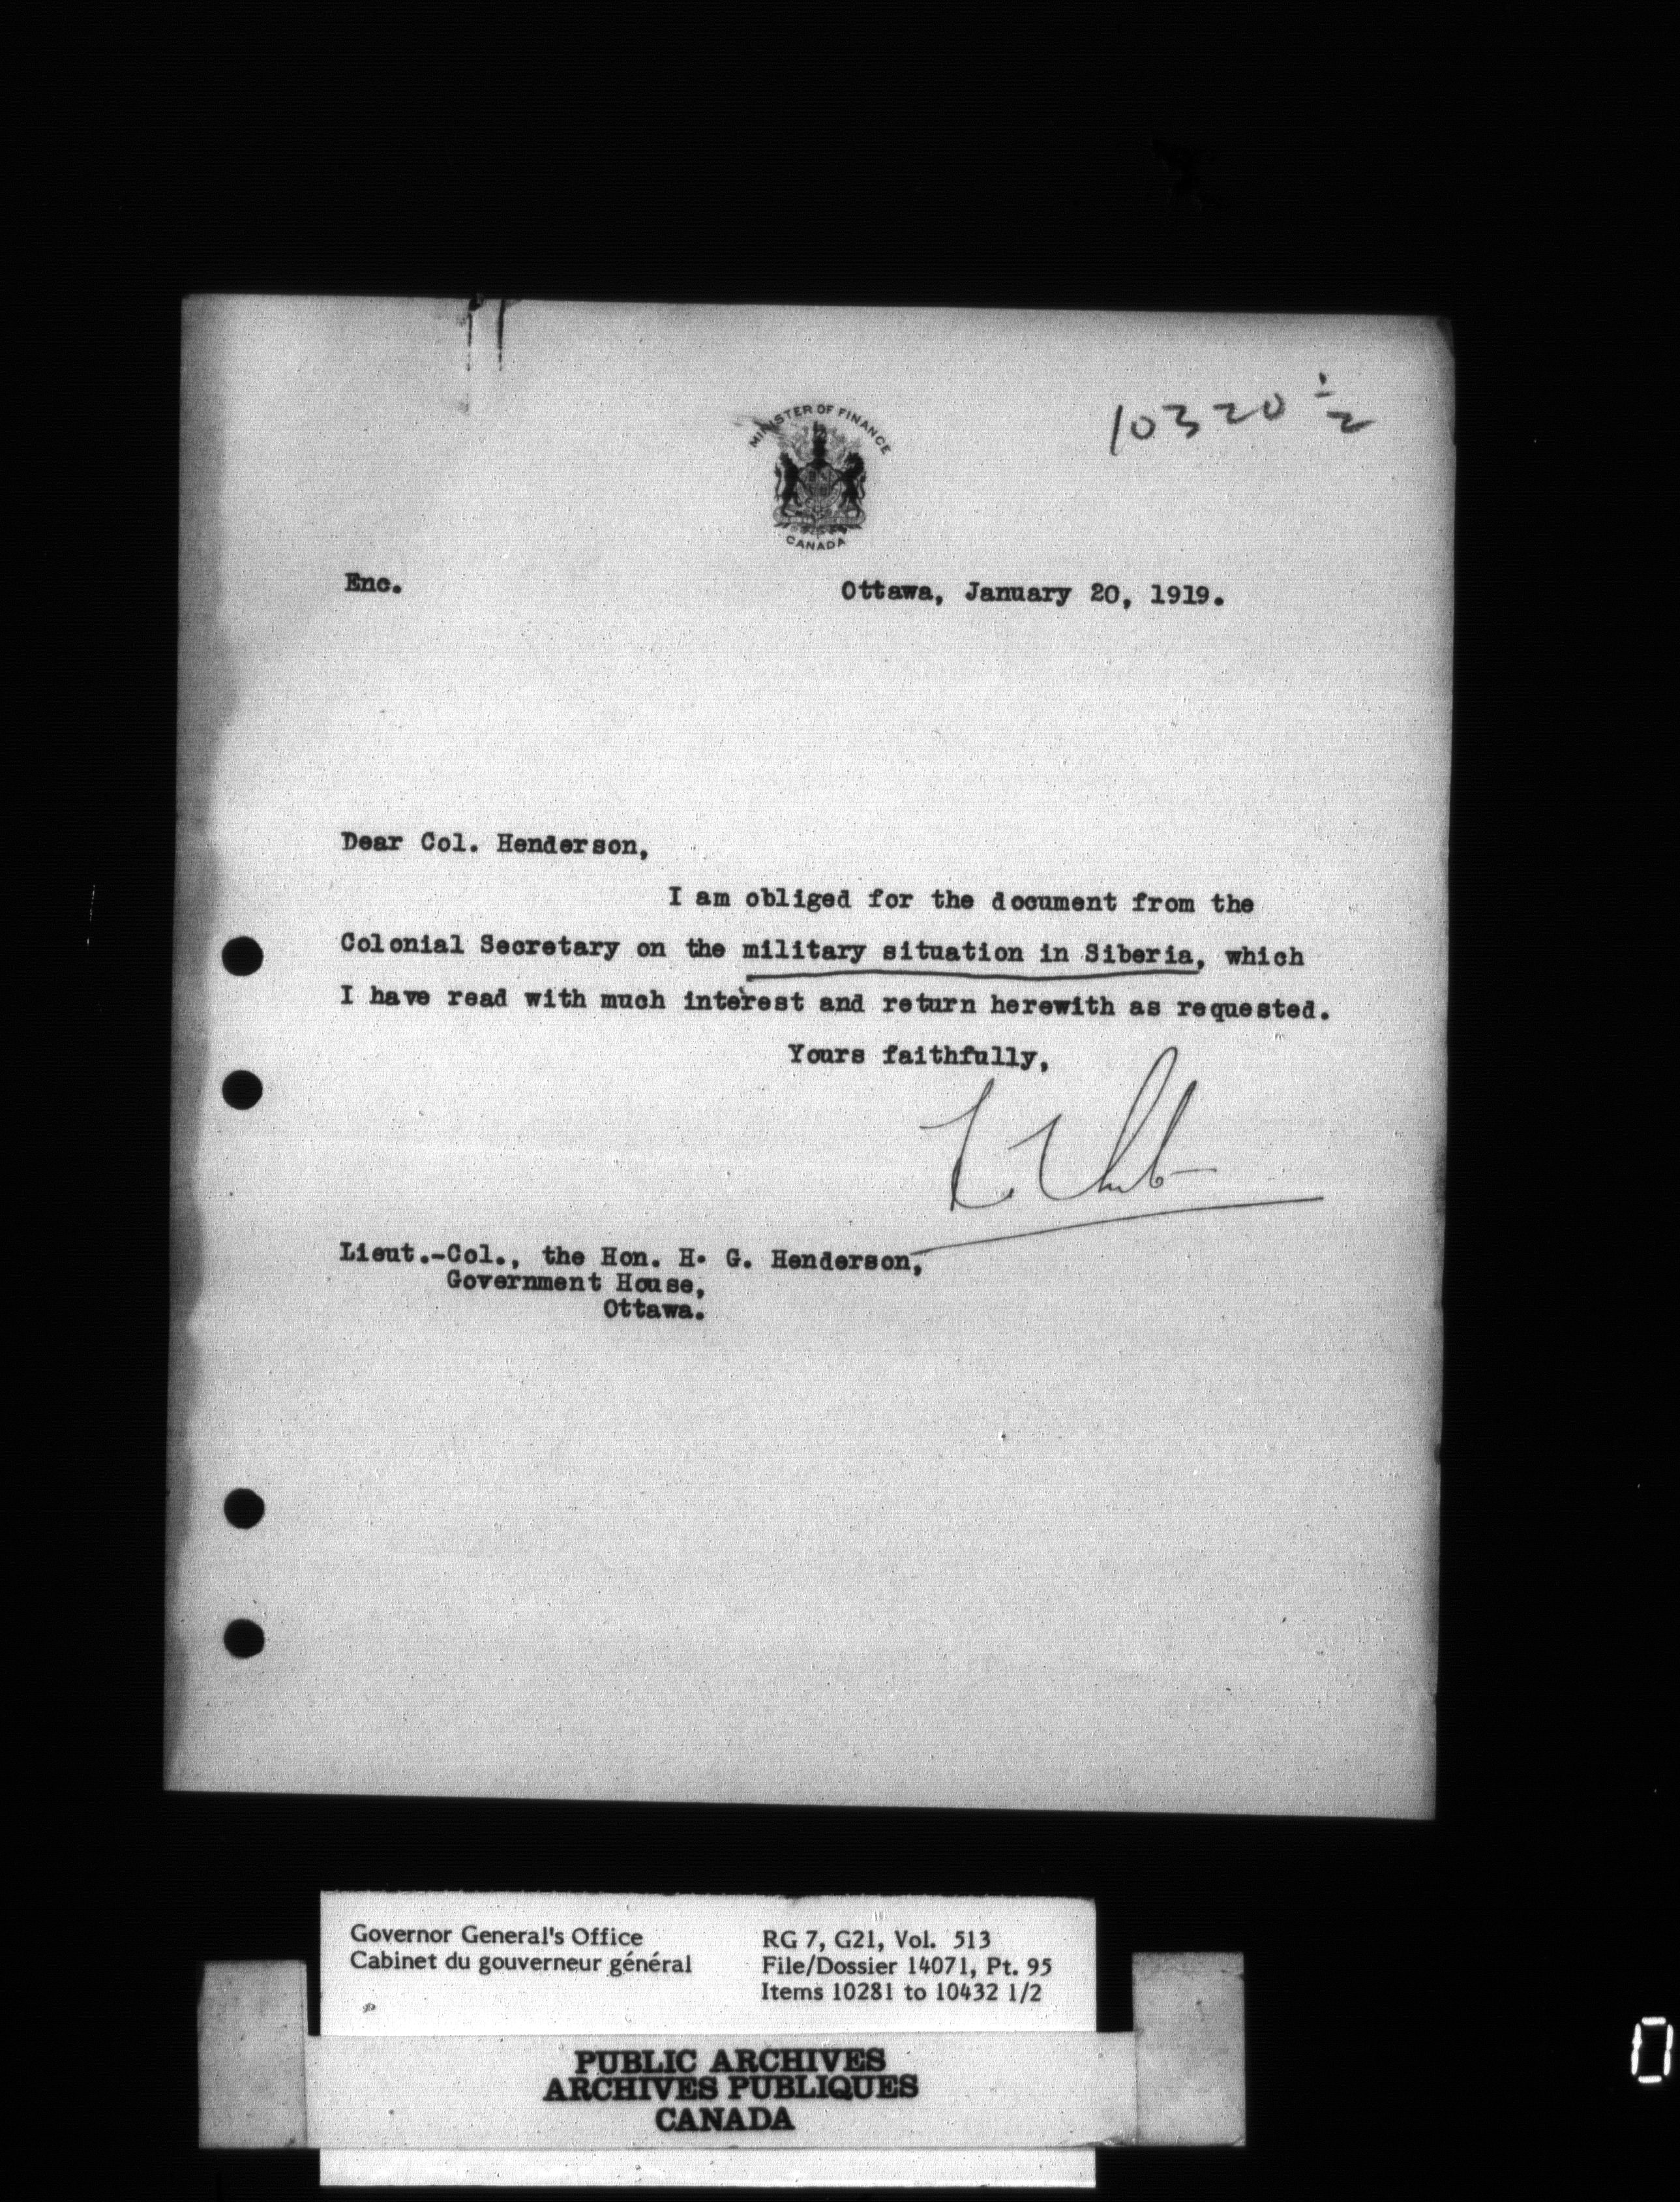 10320 1/2
MINISTER OF FINANCE
CANADA
Enc.
Ottawa, January 20, 1919.
Dear Col. Henderson,
I am obliged for the document from the
Colonial Secretary on the military situation in Siberia, which
I have read with much interest and return herewith as requested.
Yours faithfully,
Lieut.-Col., the Hon. H. G. Henderson,
Government House,
Ottawa.
Governor General's Office
Cabinet du gouverneur général
RG 7, G21, Vol. 513
File/Dossier 14071, Pt. 95
Items 10281 to 10432 1/2
PUBLIC ARCHIVES
ARCHIVES PUBLIQUES
CANADA
0